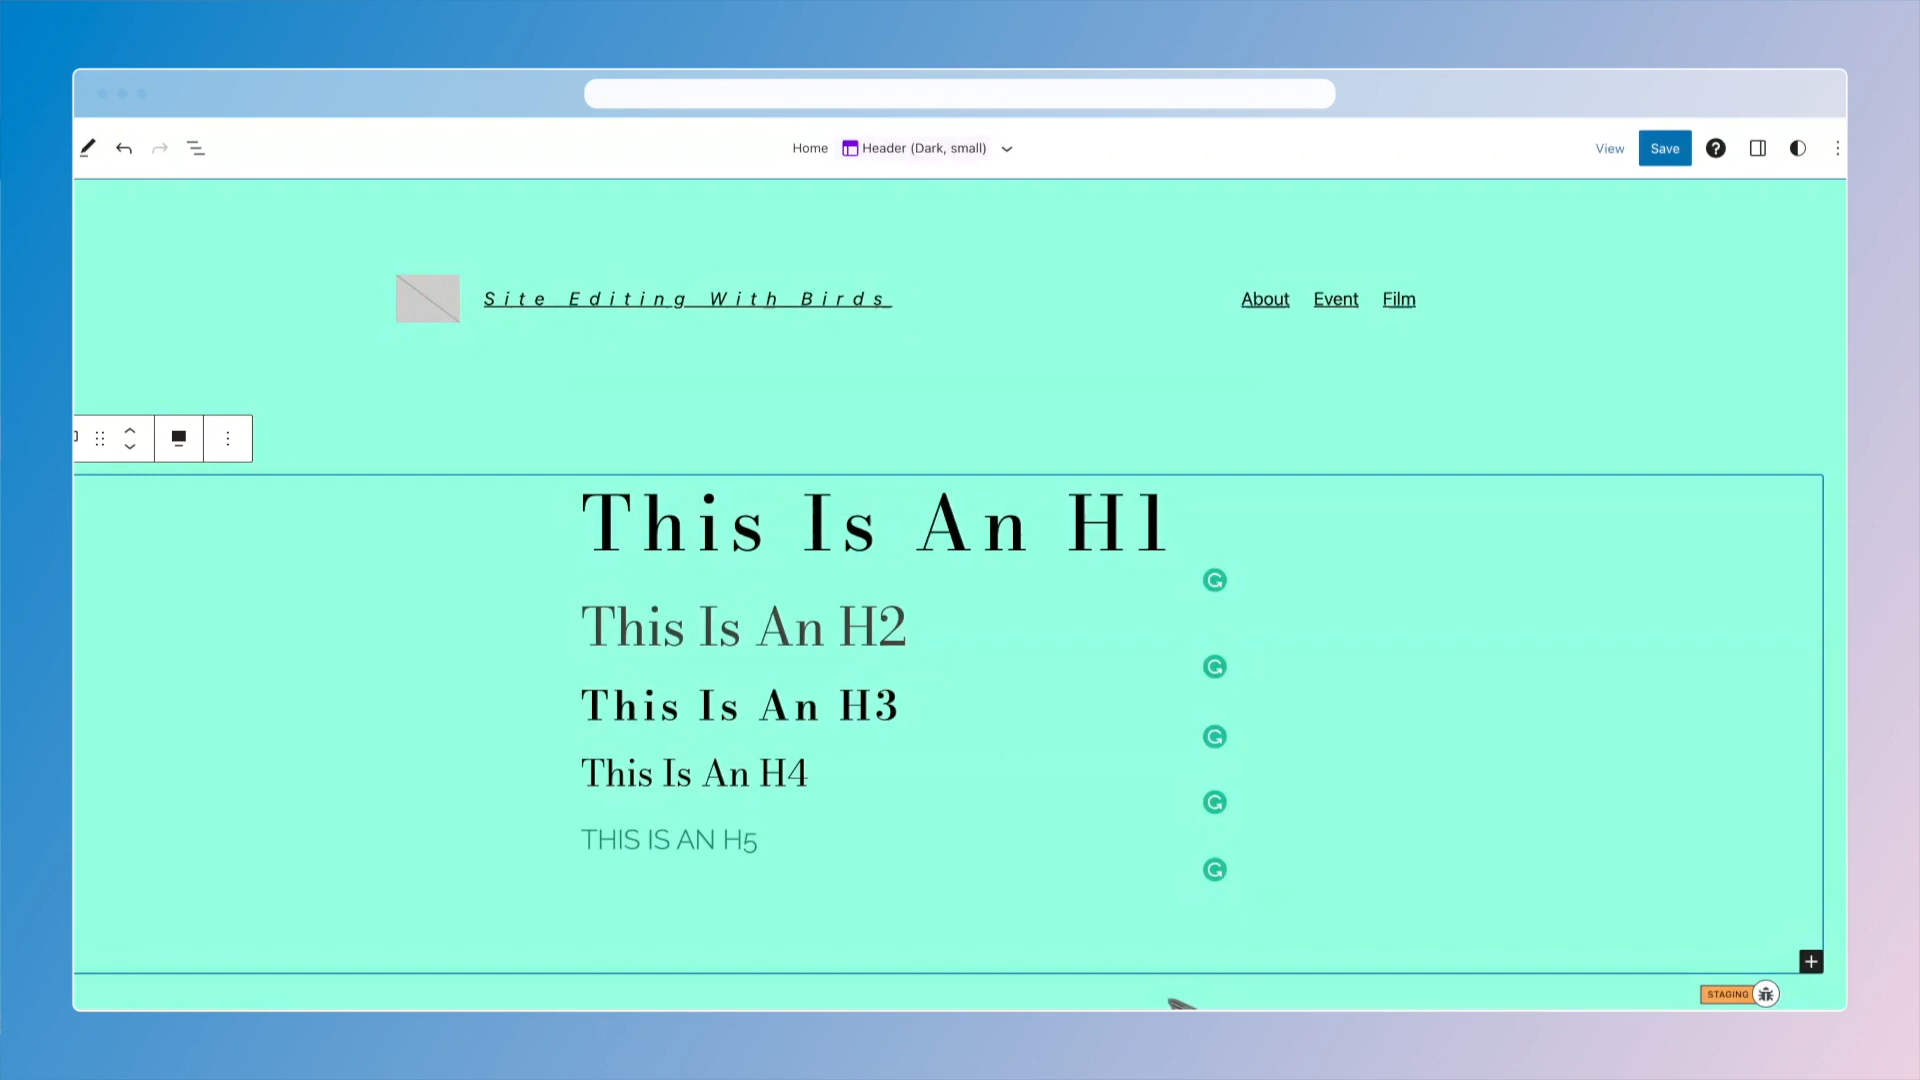 Home Header (Dark, small)
View Save
Site Editing With Birds
About Event Film
This Is An H1
This Is An H2
This Is An H3
This Is An H4
THIS IS AN H5
STAGING